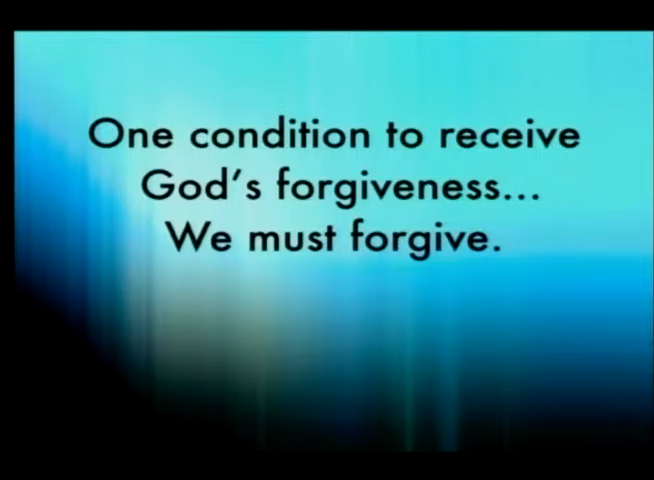 One condition to receive
God's forgiveness...
We must forgive.